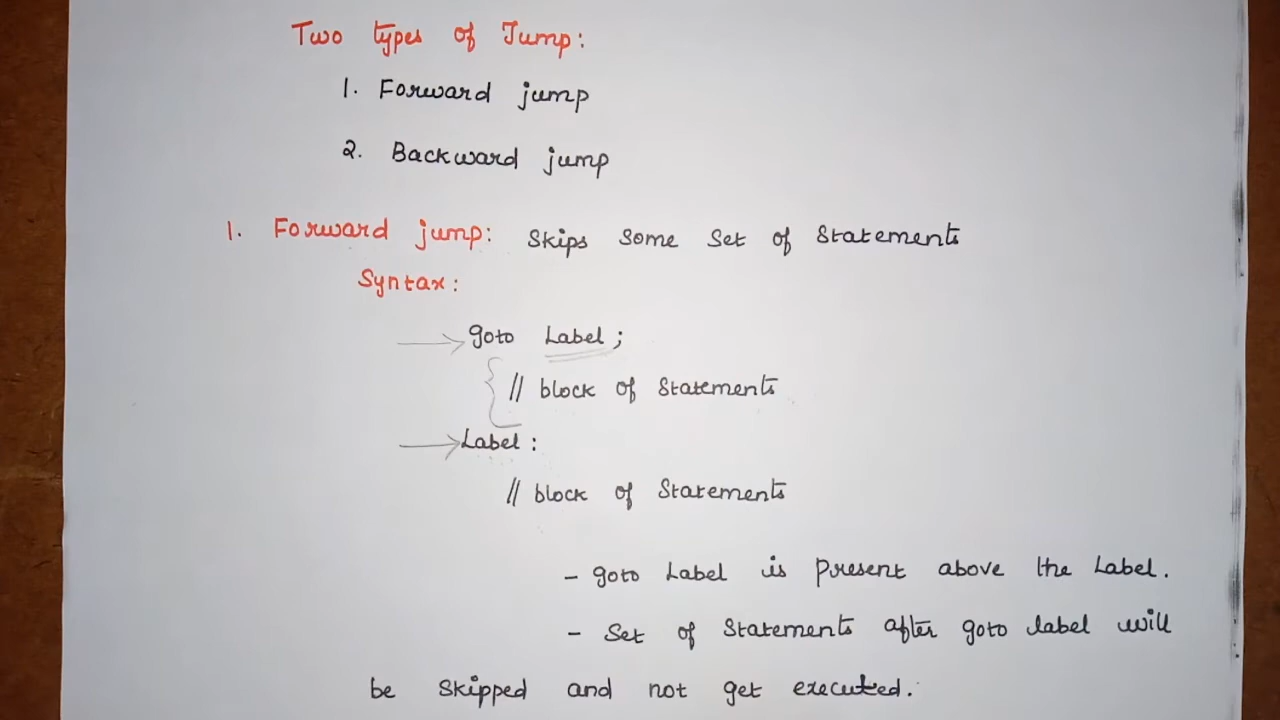 Two types of Jump:
1. Forward jump
2. Backward jump
1. Forward jump: Skips Some Set of Statements
Syntax:
goto Label;
// block of Statements
Label:
// block of Statements
- goto Label is present above the Label.
- Set of Statements after goto label will
be skipped and not get executed.